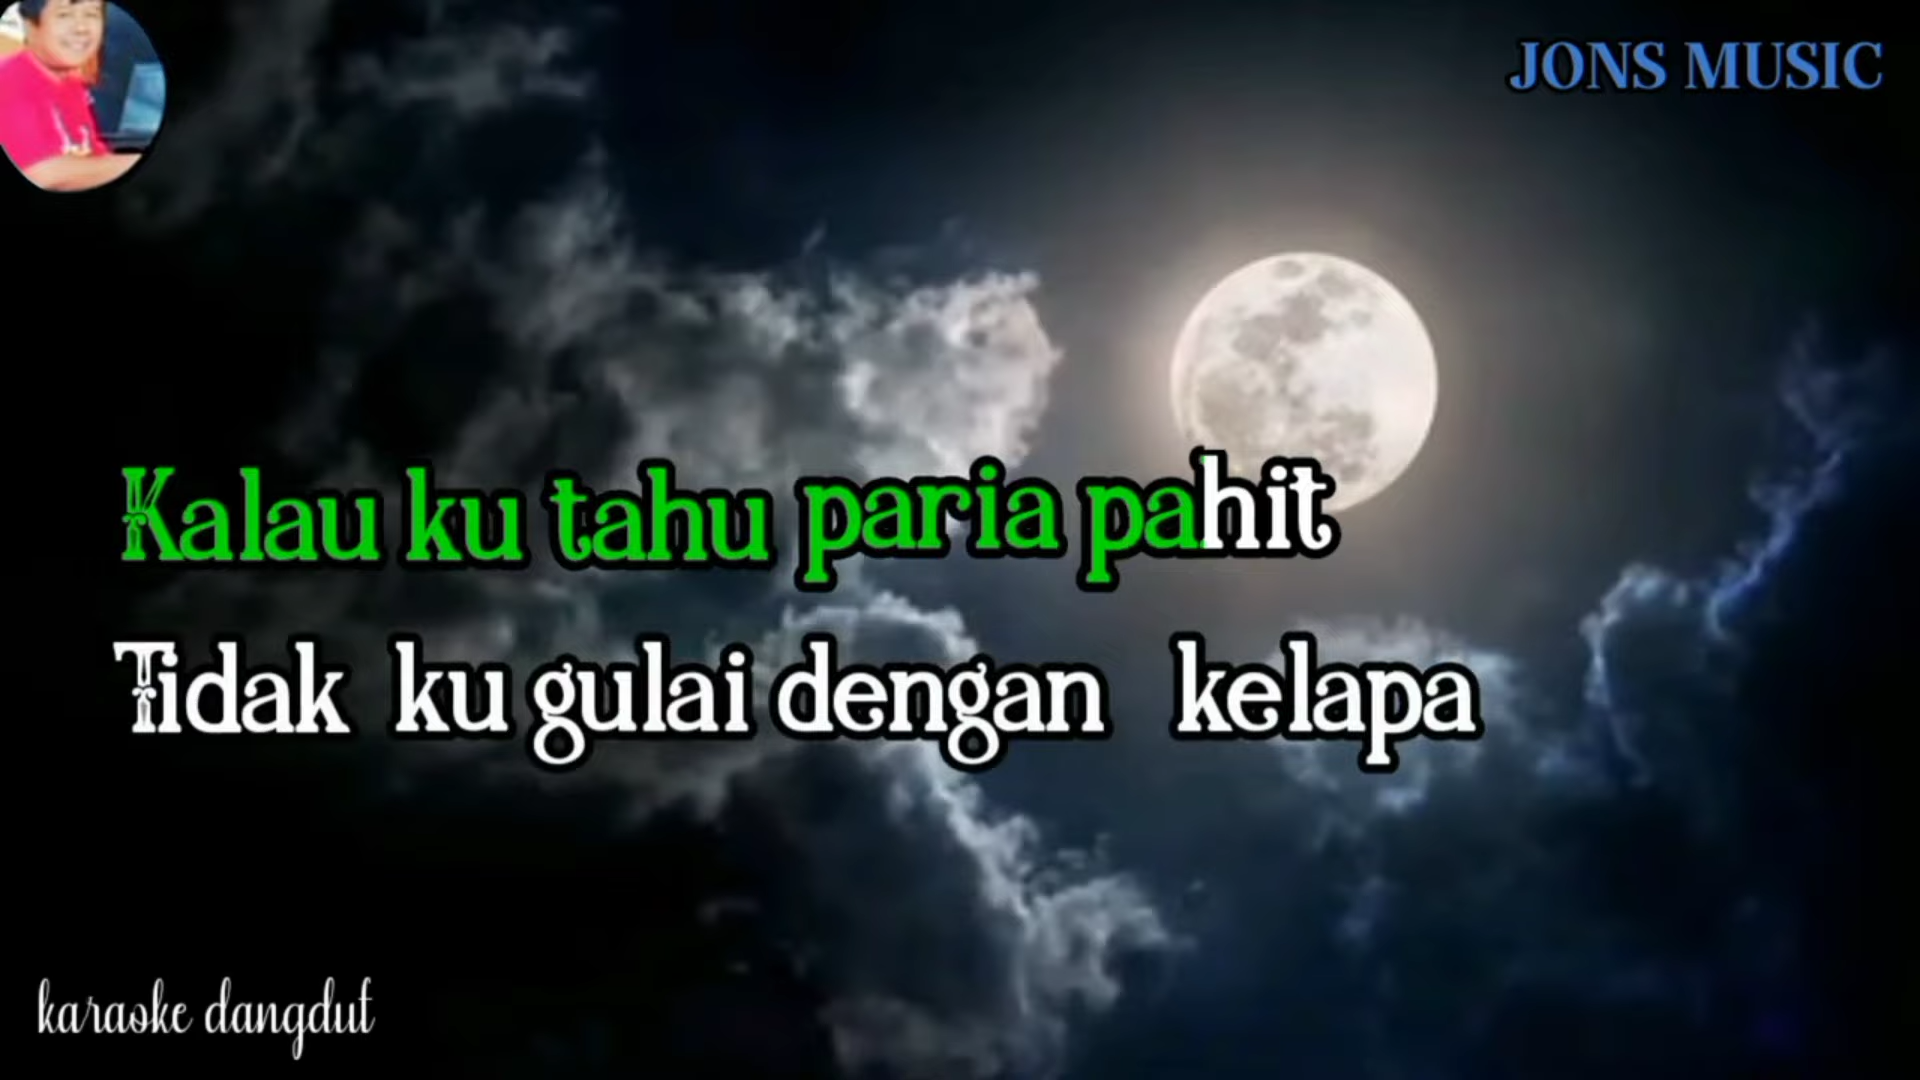 JONS MUSIC
Kalau ku tahu paria pahit
Tidak ku gulai dengan kelapa
karaoke dangdut